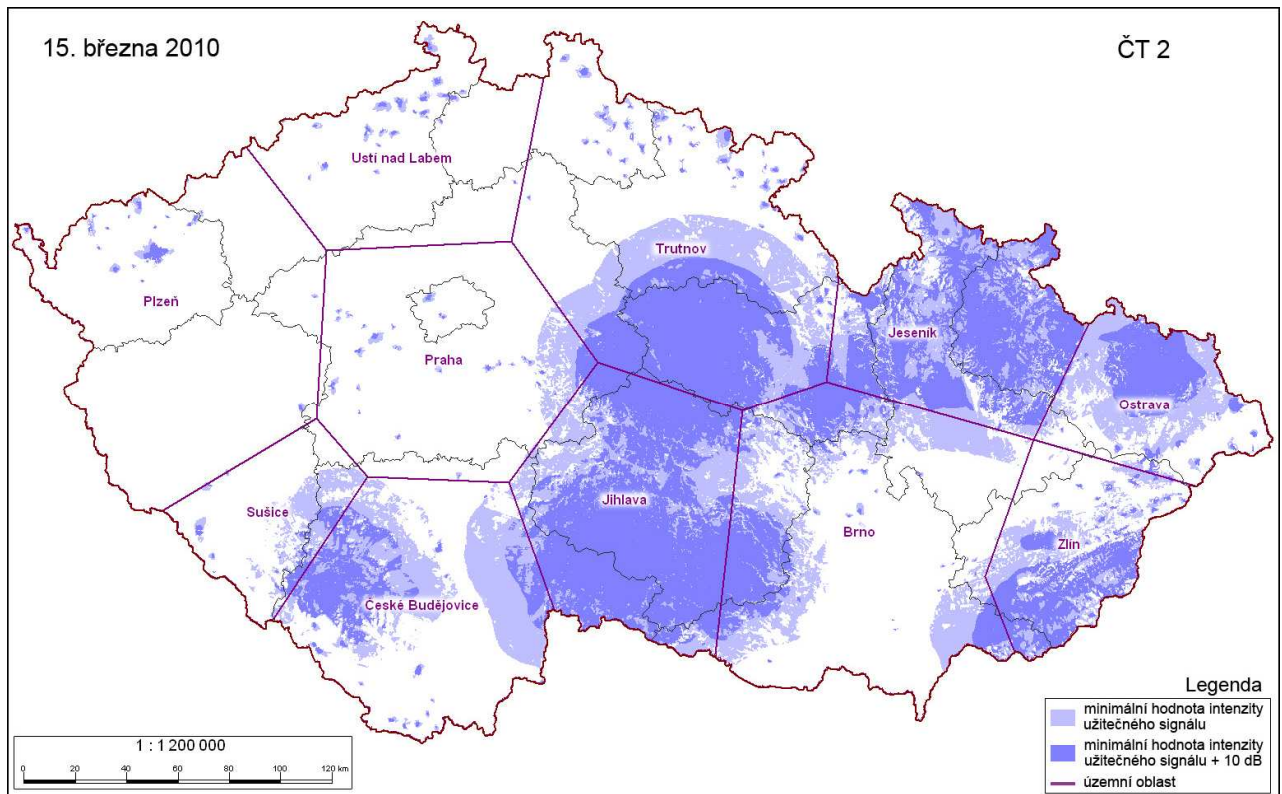 15. března 2010
ČT 2
Ústí nad Labem
Trutnov
Plzeň
Jeseník
Praha
Ostrava
Jihlava
Sušice
Brno
Zlín
České Budějovice
Legenda
minimální hodnota intenzity
užitečného signálu
minimální hodnota intenzity
užitečného signálu + 10 dB
územní oblast
1 : 1 200 000
0 20 40 60 80 100 120 km